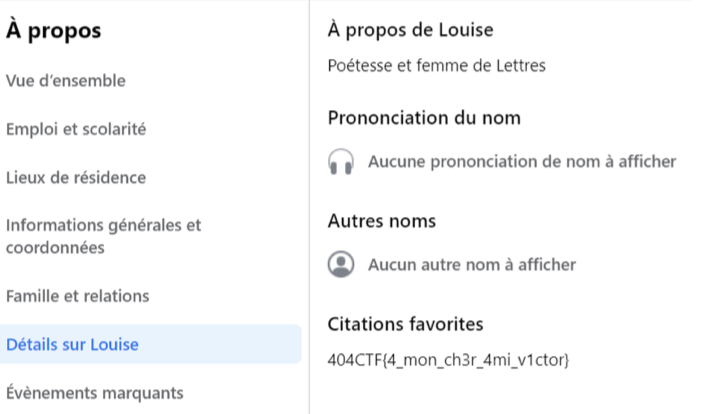 À propos
Vue d'ensemble
Emploi et scolarité
Lieux de résidence
Informations générales et
coordonnées
Famille et relations
Détails sur Louise
Évènements marquants
À propos de Louise
Poétesse et femme de Lettres
Prononciation du nom
Aucune prononciation de nom à afficher
Autres noms
Aucun autre nom à afficher
Citations favorites
404CTF{4_mon_ch3r_4mi_v1ctor}